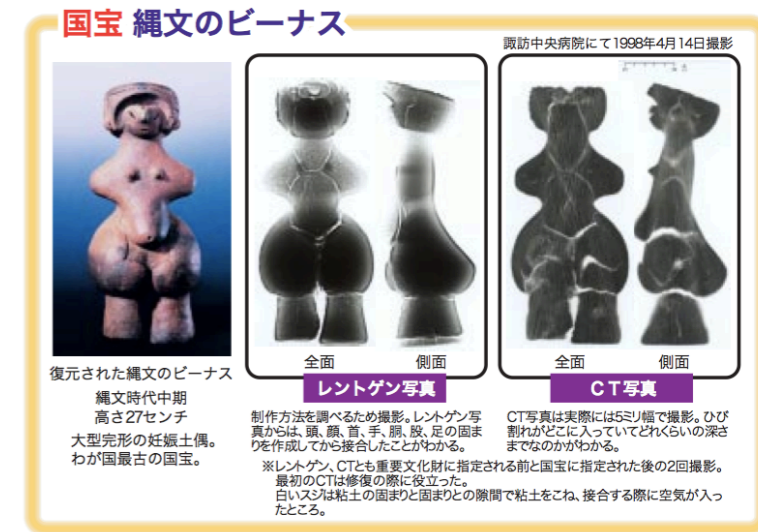 国宝 縄文のビーナス
諏訪中央病院にて1998年4月14日撮影
復元された縄文のビーナス
縄文時代中期
高さ27センチ
大型完形の妊娠土偶。
わが国最古の国宝。
全面 側面
レントゲン写真
制作方法を調べるため撮影。レントゲン写
真からは、頭、顔、首、手、胴、股、足の固ま
りを作成してから接合したことがわかる。
全面 側面
CT写真
CT写真は実際には5ミリ幅で撮影。ひび
割れがどこに入っていてどれくらいの深さ
までなのかがわかる。
※レントゲン、CTとも重要文化財に指定される前と国宝に指定された後の2回撮影。
最初のCTは修復の際に役立った。
白いスジは粘土の固まりと固まりとの隙間で粘土をこね、接合する際に空気が入っ
たところ。